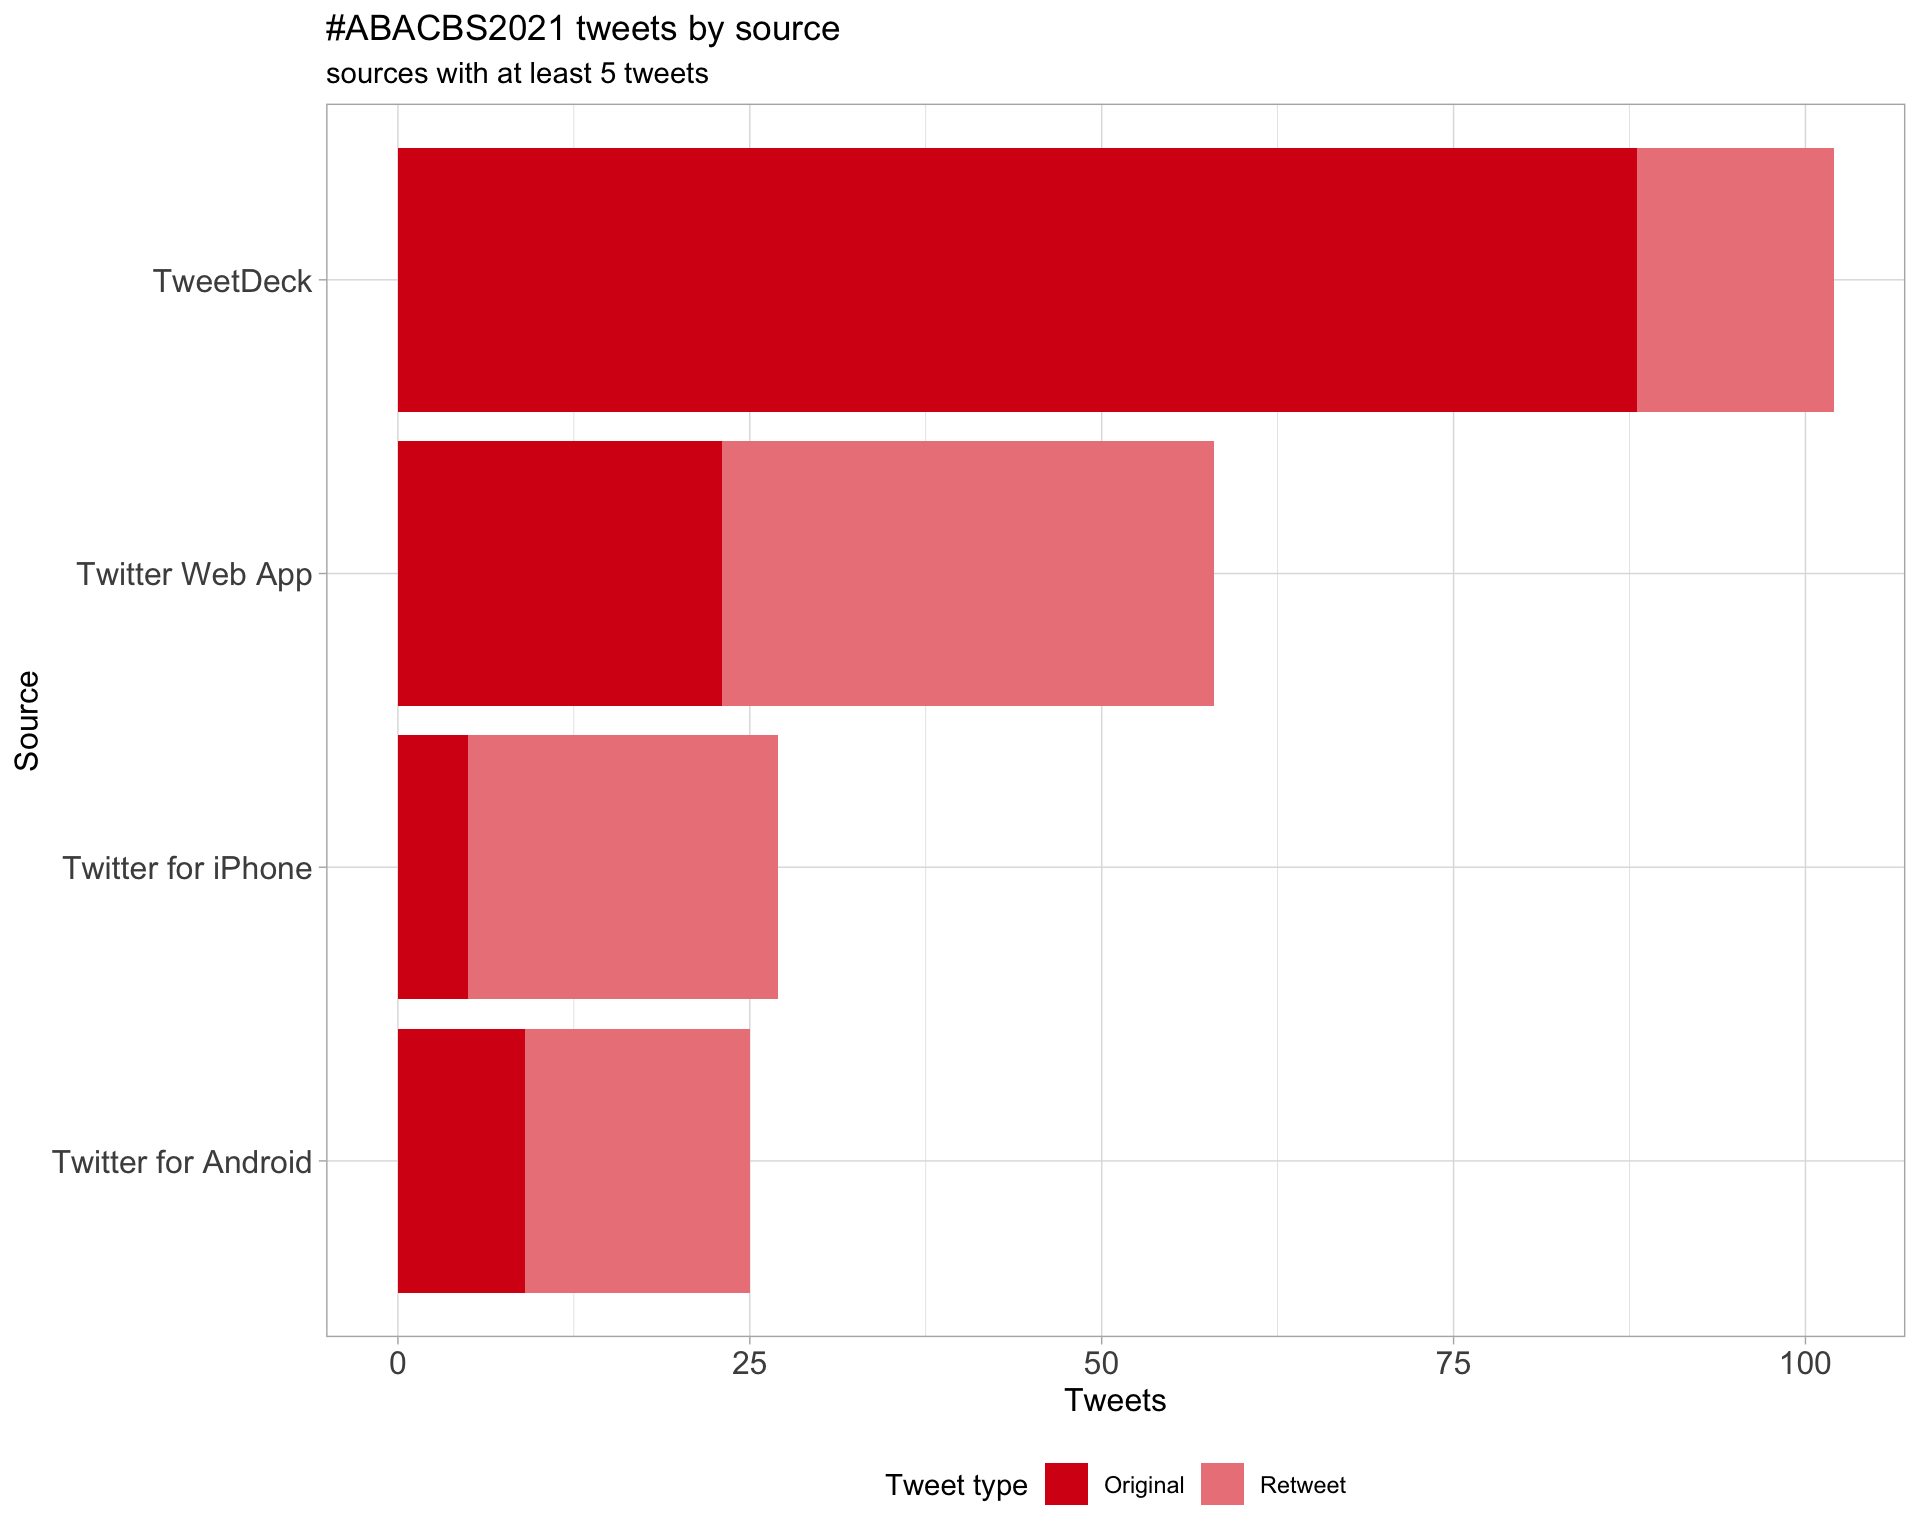 #ABACBS2021 tweets by source
sources with at least 5 tweets
Source
TweetDeck
Twitter Web App
Twitter for iPhone
Twitter for Android
0 25 50 75 100
Tweets
Tweet type Original Retweet